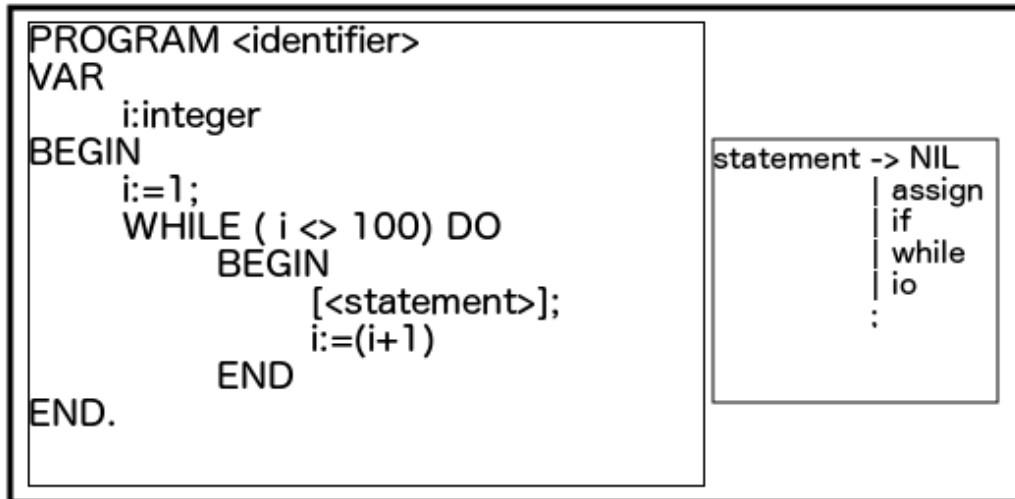 PROGRAM <identifier>
VAR
i:integer
BEGIN
i:=1;
WHILE ( i <> 100) DO
BEGIN
[<statement>];
i:=(i+1)
END
END.
statement -> NIL
| assign
| if
| while
| io
;